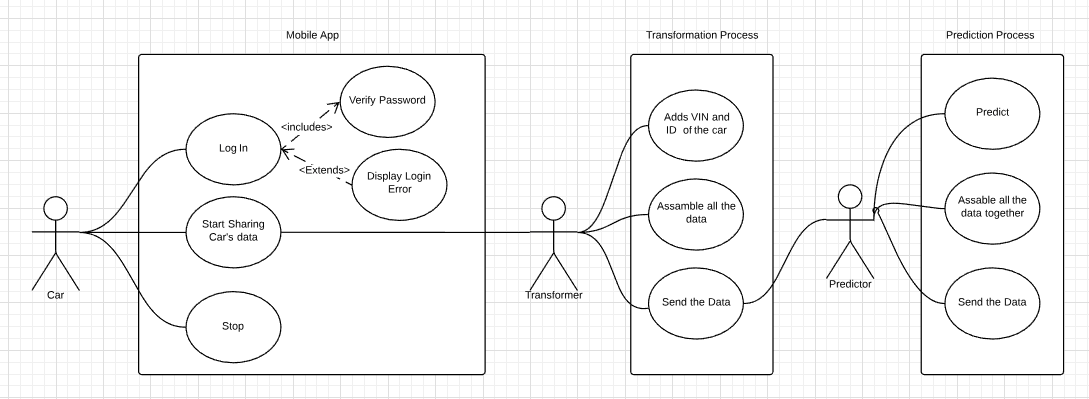 Mobile App
Verify Password
<includes>
Log In
<Extends>
Display Login
Error
Start Sharing
Car's data
Stop
Car
Transformation Process
Adds VIN and
ID of the car
Assamble all the
data
Send the Data
Transformer
Prediction Process
Predict
Assable all the
data together
Send the Data
Predictor